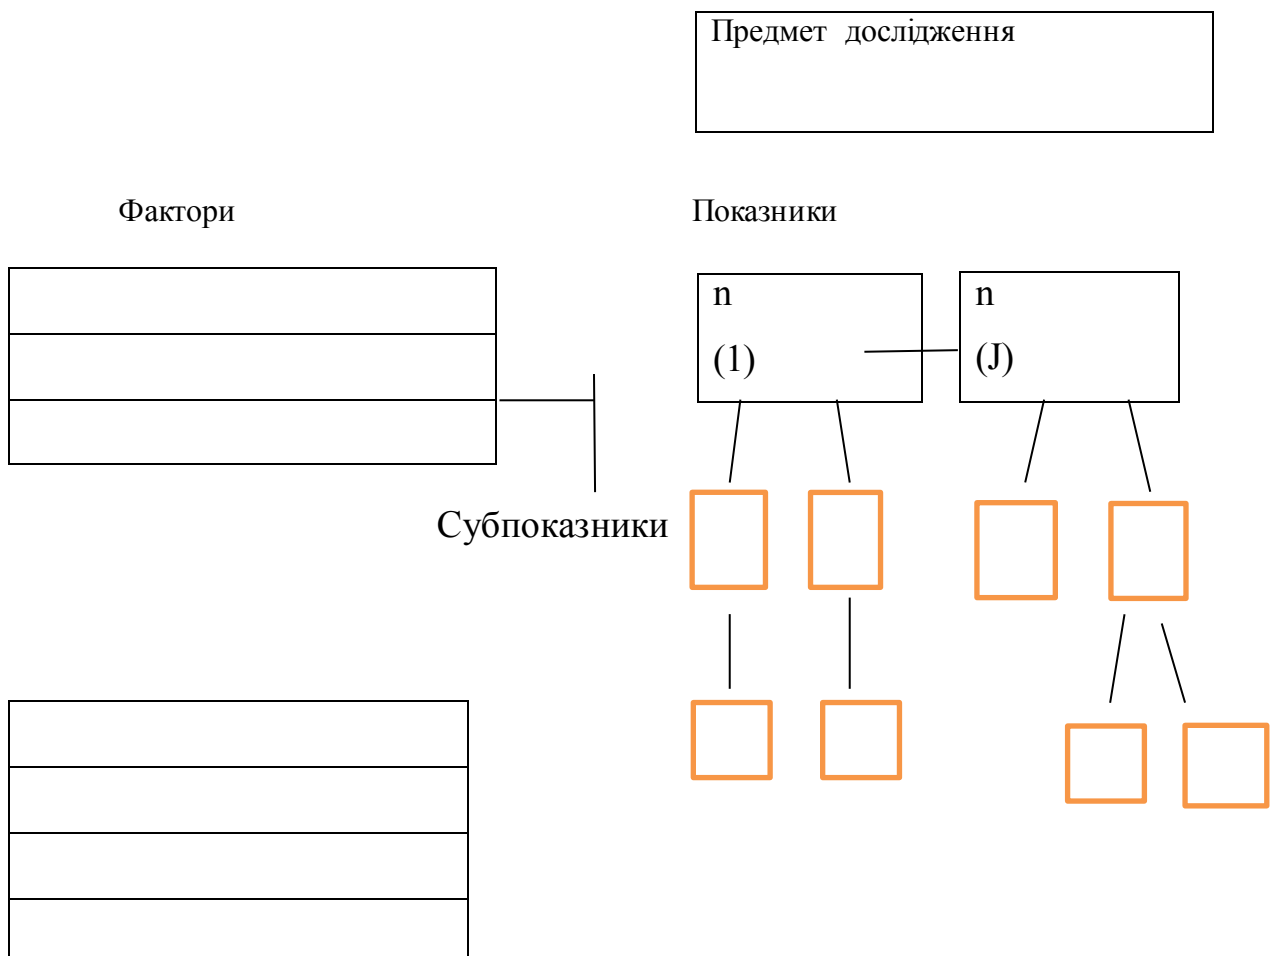 Предмет дослідження
Фактори
Показники
n
(1)
n
(J)
Субпоказники